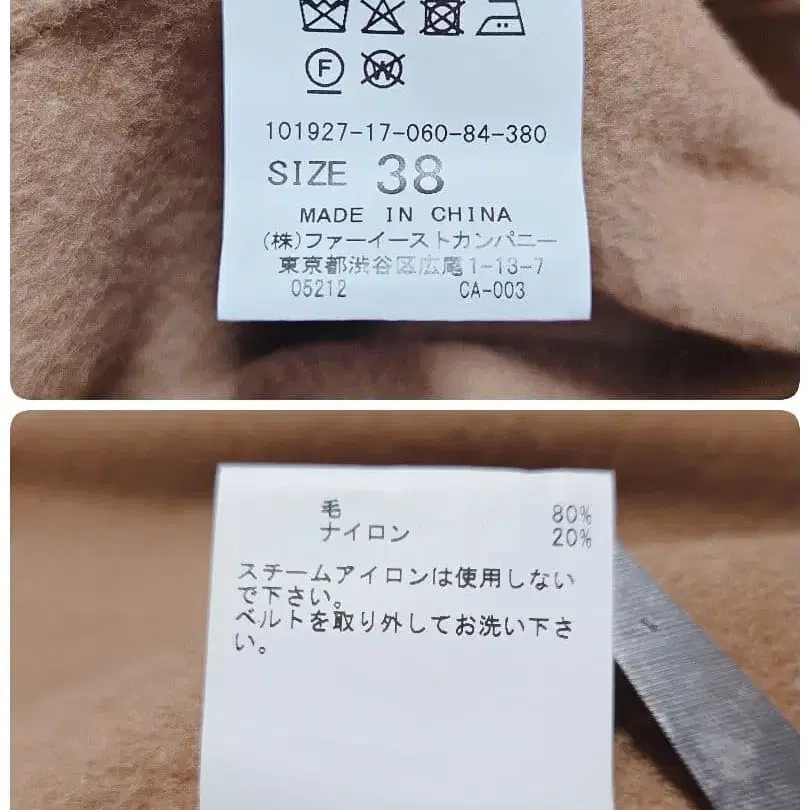 F
W
101927-17-060-84-380
SIZE 38
MADE IN CHINA
(株)ファーイーストカンパニー
東京都渋谷区広尾1-13-7
05212 CA-003
毛 80%
ナイロン 20%
スチームアイロンは使用しない
で下さい。
ベルトを取り外してお洗い下さ
い。